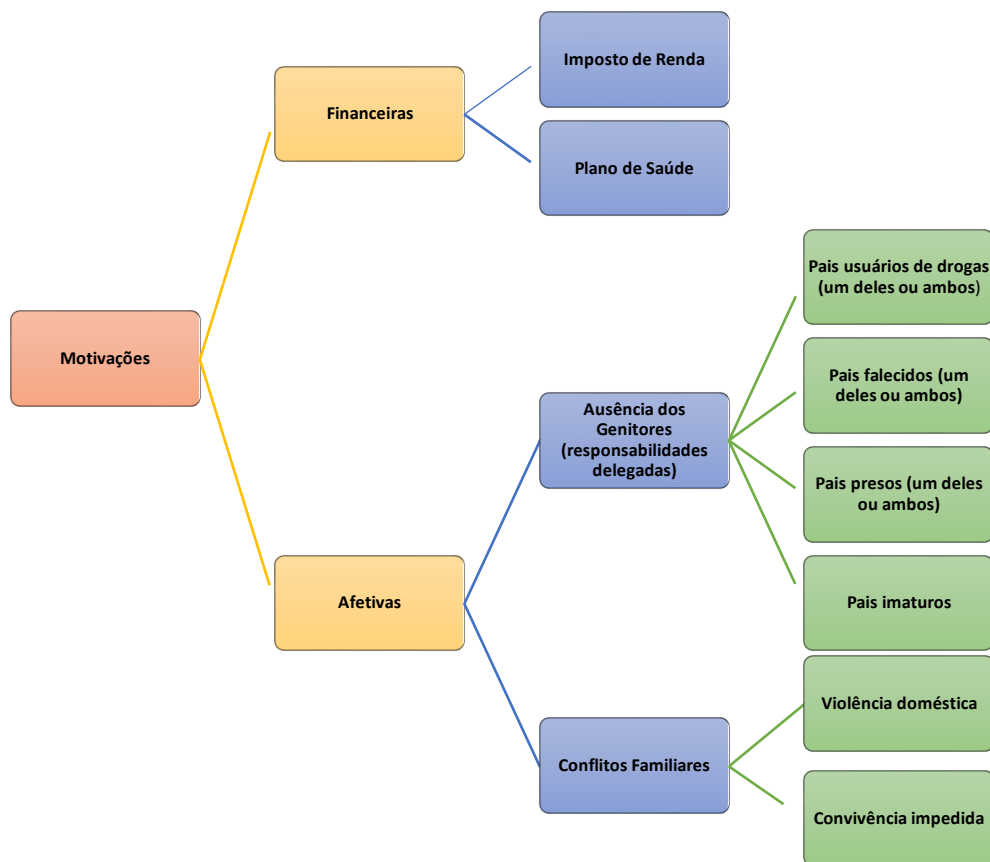 Imposto de Renda
Financeiras
Plano de Saúde
Pais usuários de drogas
(um deles ou ambos)
Motivações
Pais falecidos (um
deles ou ambos)
Ausência dos
Genitores
(responsabilidades
delegadas)
Pais presos (um deles
ou ambos)
Afetivas
Pais imaturos
Violência doméstica
Conflitos Familiares
Convivência impedida